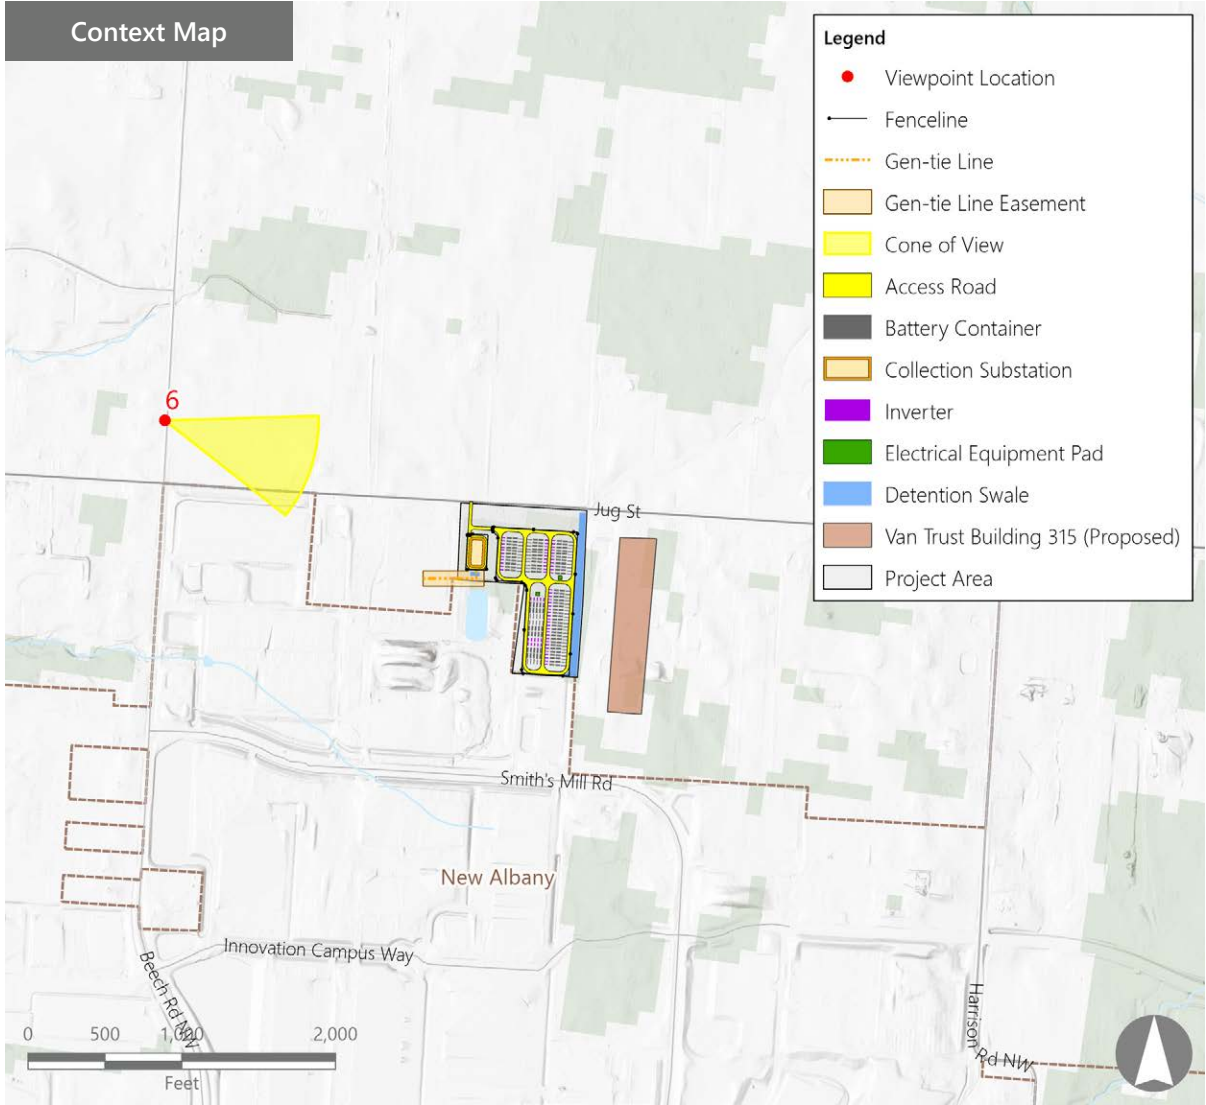 Context Map
Legend
Viewpoint Location
Fenceline
Gen-tie Line
Gen-tie Line Easement
Cone of View
Access Road
Battery Container
Collection Substation
Inverter
Electrical Equipment Pad
Detention Swale
Van Trust Building 315 (Proposed)
Project Area
6
Jug St
Smith's Mill Rd
New Albany
Innovation Campus Way
Beech Rd NW
Harrison Rd NW
0 500 1,000 2,000
Feet